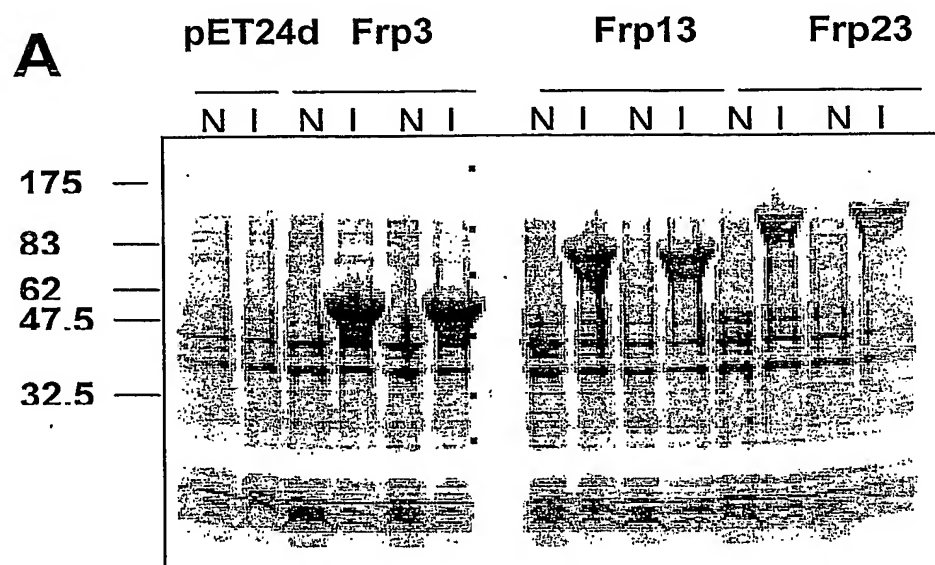 A
pET24d Frp3 Frp13 Frp23
N I N I N I N I N I N I N I
175
83
62
47.5
32.5